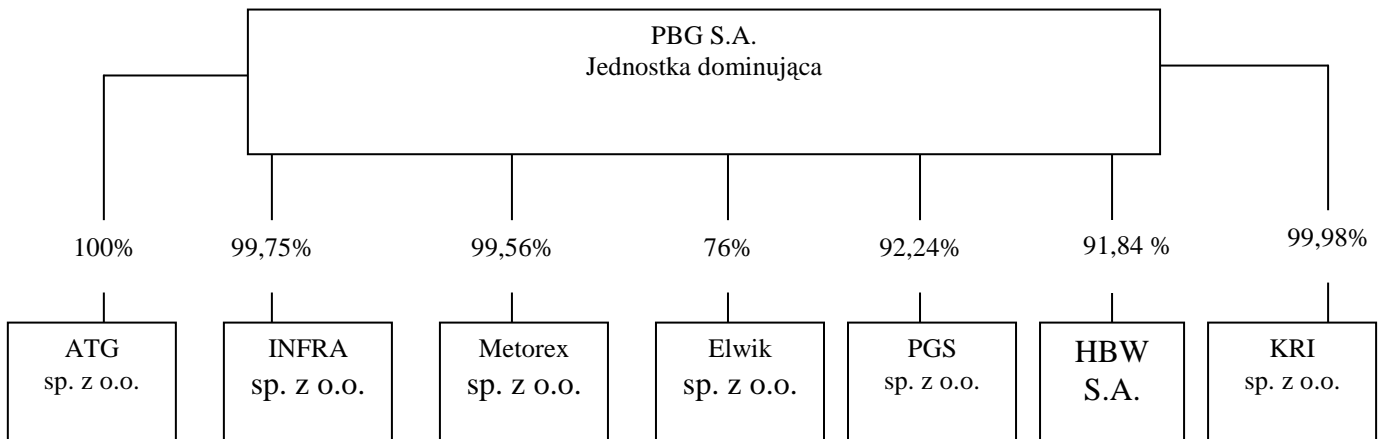 PBG S.A.
Jednostka dominująca
100%
99,75%
99,56%
76%
92,24%
91,84 %
99,98%
ATG
sp. z o.o.
INFRA
sp. z o.o.
Metorex
sp. z o.o.
Elwik
sp. z o.o.
PGS
sp. z o.o.
HBW
S.A.
KRI
sp. z o.o.